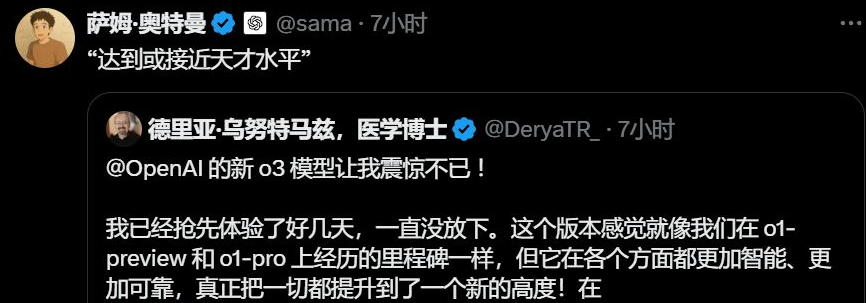 萨姆·奥特曼 @sama · 7小时
“达到或接近天才水平”
德里亚·乌努特马兹，医学博士 @DeryaTR_ · 7小时
@OpenAI 的新 o3 模型让我震惊不已！
我已经抢先体验了好几天，一直没放下。这个版本感觉就像我们在 o1-
preview 和 o1-pro 上经历的里程碑一样，但它在各个方面都更加智能、更
加可靠，真正把一切都提升到了一个新的高度！在